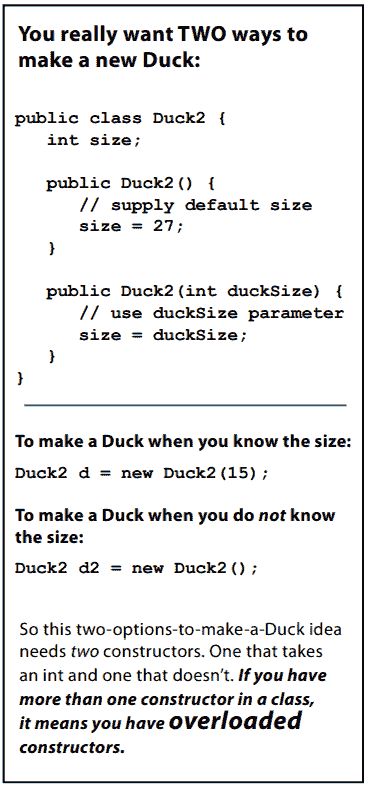 You really want TWO ways to
make a new Duck:
public class Duck2 {
int size;
public Duck2() {
// supply default size
size = 27;
}
public Duck2(int duckSize) {
// use duckSize parameter
size = duckSize;
}
}
To make a Duck when you know the size:
Duck2 d = new Duck2(15);
To make a Duck when you do not know
the size:
Duck2 d2 = new Duck2();
So this two-options-to-make-a-Duck idea
needs two constructors. One that takes
an int and one that doesn't. If you have
more than one constructor in a class,
it means you have overloaded
constructors.